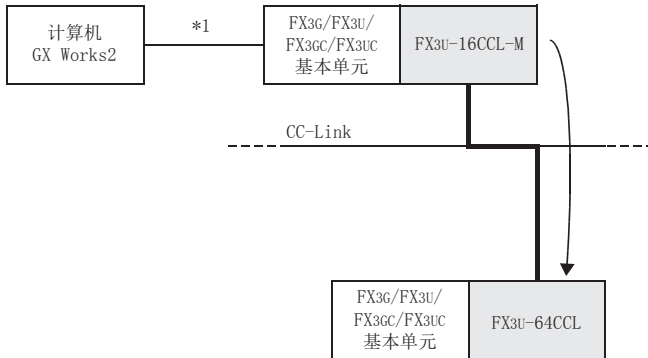 计算机
GX Works2
*1
FX3G/FX3U/
FX3GC/FX3UC
基本单元
FX3U-16CCL-M
CC-Link
FX3G/FX3U/
FX3GC/FX3UC
基本单元
FX3U-64CCL